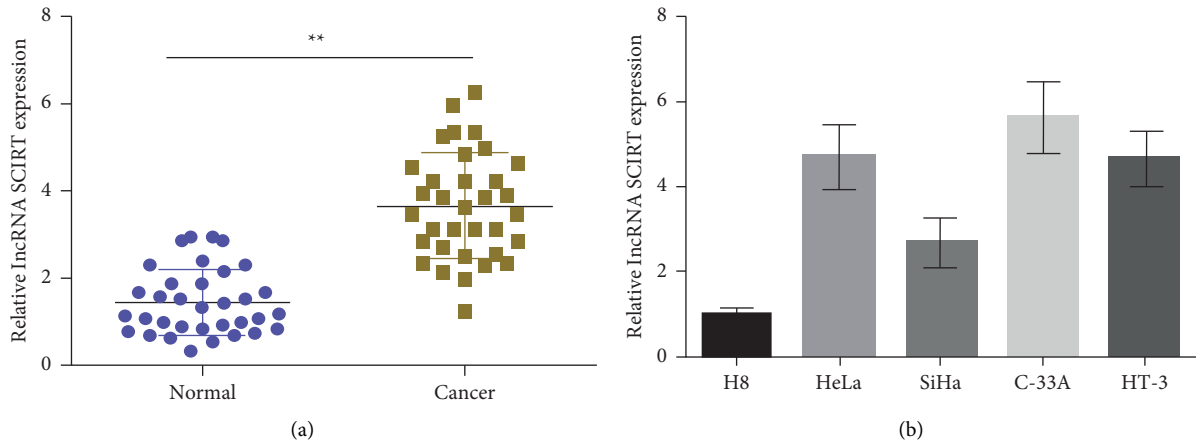 Relative lncRNA SCIRT expression
8
6
4
2
0
**
Normal
Cancer
(a)
Relative lncRNA SCIRT expression
8
6
4
2
0
H8
HeLa
SiHa
C-33A
HT-3
(b)